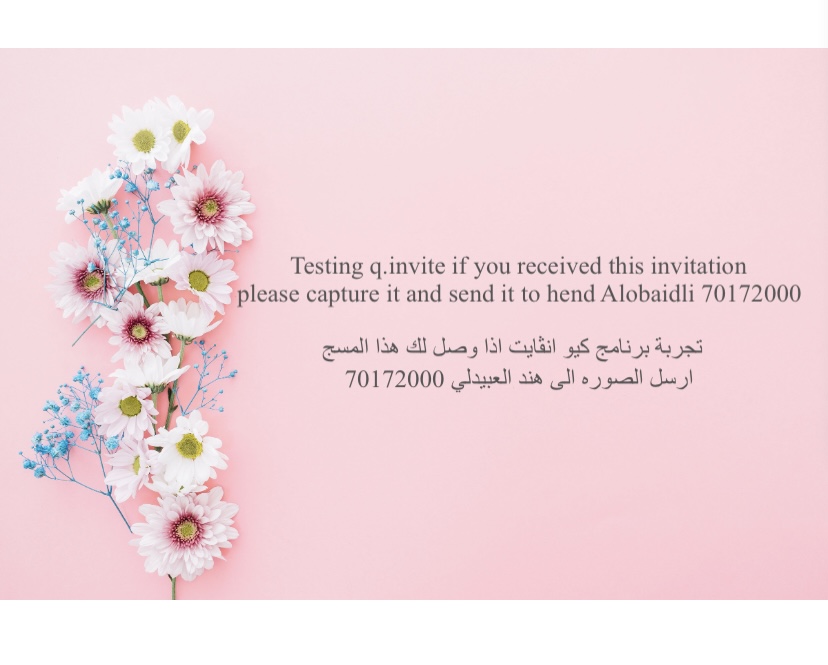 Testing q.invite if you received this invitation
please capture it and send it to hend Alobaidli 70172000
تجربة برنامج كيو انڤايت اذا وصل لك هذا المسج
ارسل الصوره الى هند العبيدلي 70172000